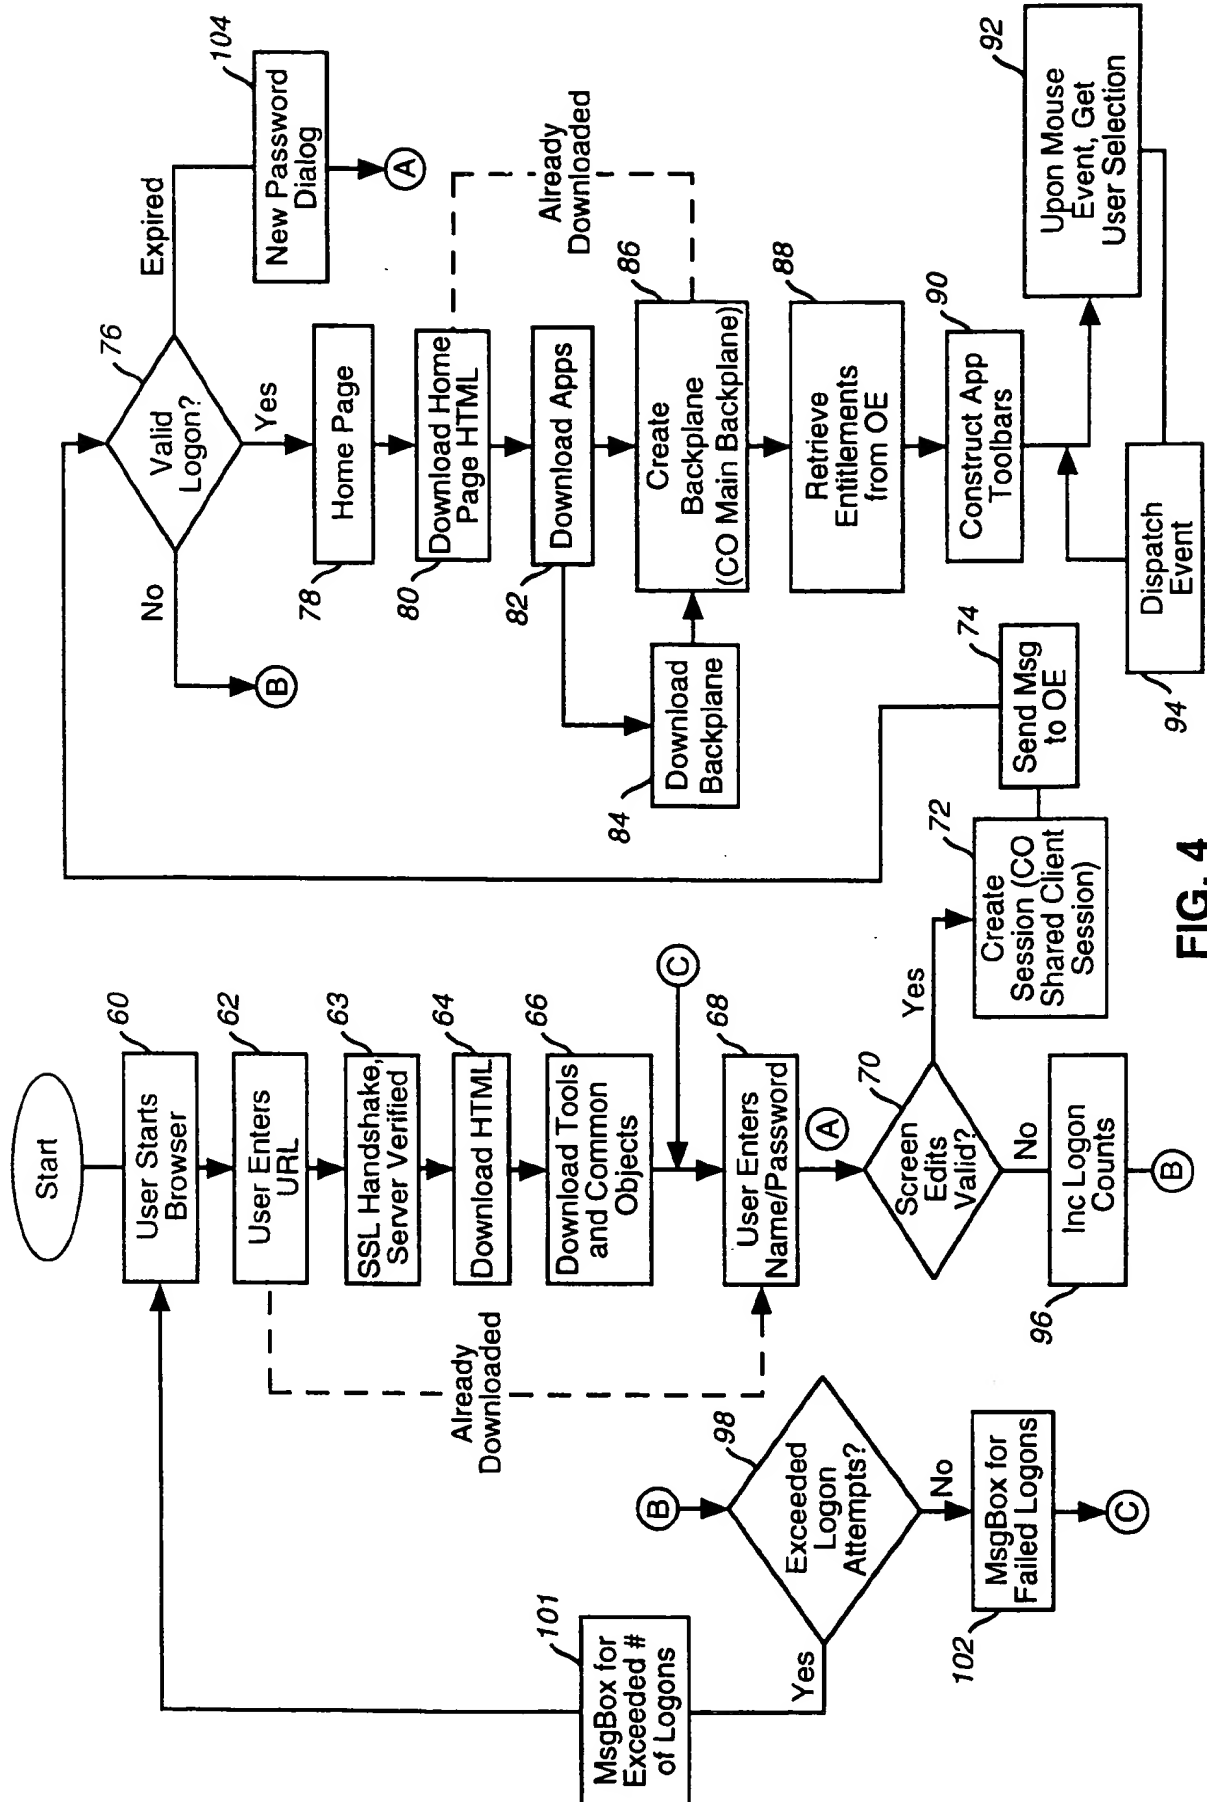 Start
60
User Starts
Browser
62
User Enters
URL
63
SSL Handshake,
Server Verified
64
Download HTML
66
Download Tools
and Common
Objects
C
Already
Downloaded
68
User Enters
Name/Password
A
70
Screen
Edits
Valid?
Yes
No
72
Create
Session (CO
Shared Client
Session)
74
Send Msg
to OE
Inc Logon
Counts
96
B
B
98
Exceeded
Logon
Attempts?
Yes
No
101
MsgBox for
Exceeded #
of Logons
MsgBox for
Failed Logons
102
C
76
Valid
Logon?
No
B
Yes
Expired
104
New Password
Dialog
A
Home Page
78
Download Home
Page HTML
80
Already
Downloaded
Download Apps
82
Download
Backplane
84
86
Create
Backplane
(CO Main Backplane)
88
Retrieve
Entitlements
from OE
90
Construct App
Toolbars
92
Upon Mouse
Event, Get
User Selection
Dispatch
Event
94
FIG. 4